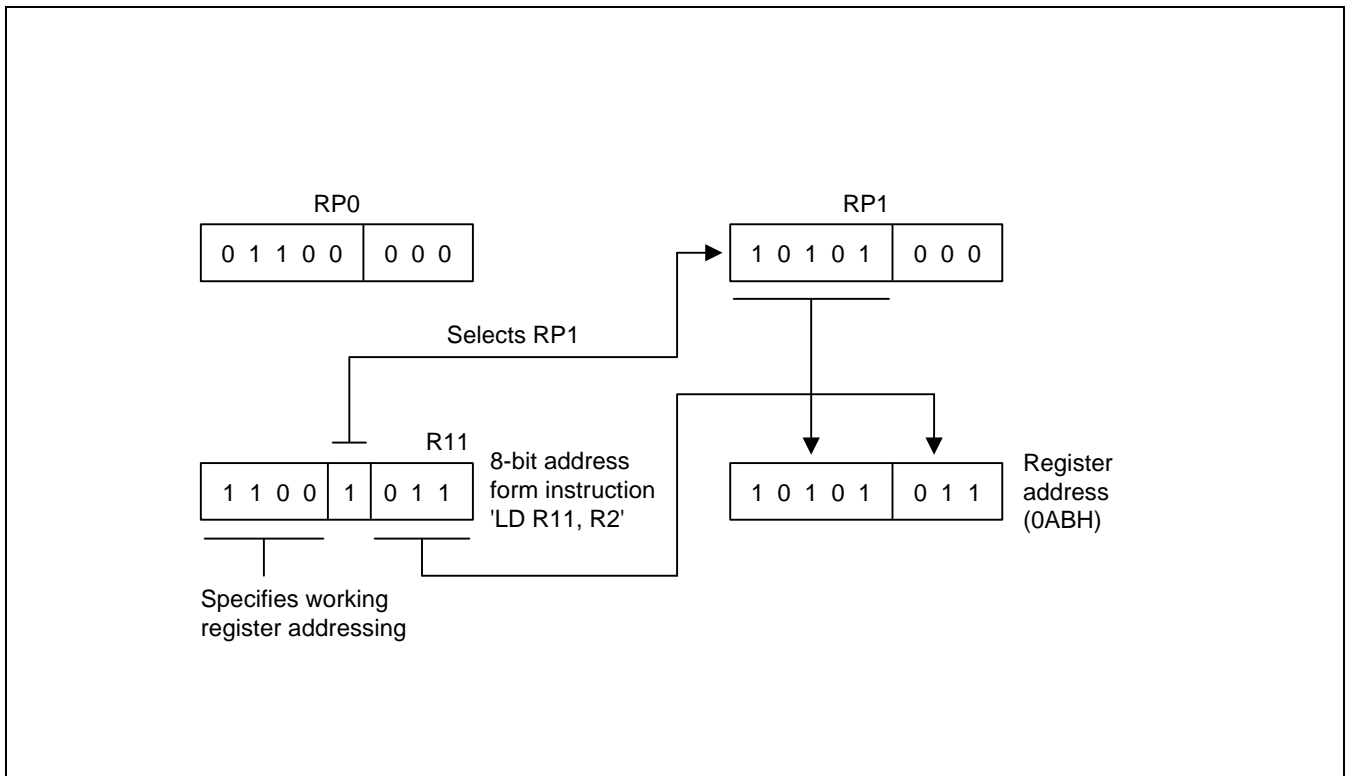 RP0
0 1 1 0 0 0 0 0
RP1
1 0 1 0 1 0 0 0
Selects RP1
R11
1 1 0 0 1 0 1 1
8-bit address
form instruction
'LD R11, R2'
1 0 1 0 1 0 1 1
Register
address
(0ABH)
Specifies working
register addressing